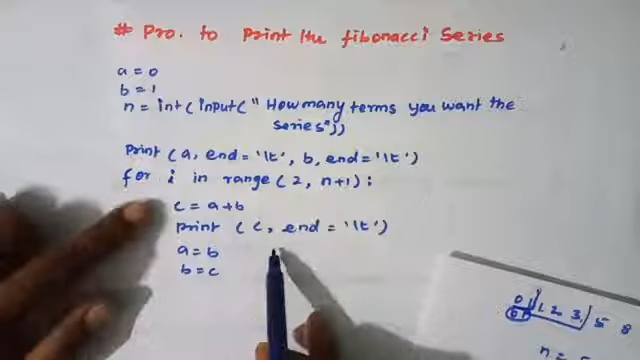 # Pro. to Print the fibonacci Series
a = 0
b = 1
n = int(input(" How many terms you want the
series"))
Print (a, end = '\t', b, end = '\t')
for i in range (2, n+1):
c = a+b
Print (c, end = '\t')
a = b
b = c
0 1 1 2 3 5 8
01